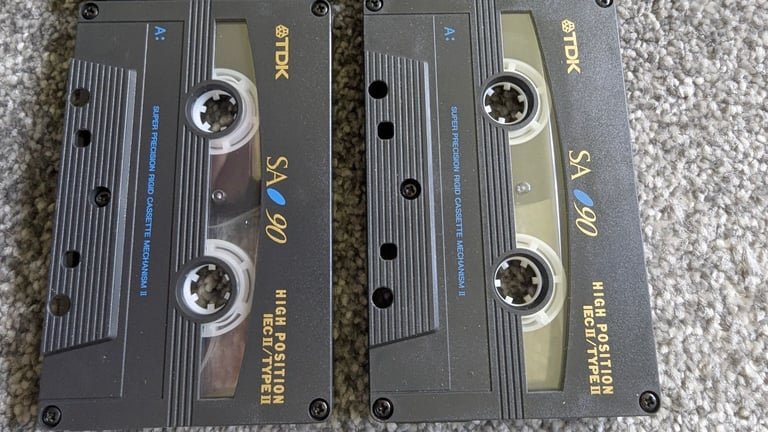 A:
SUPER PRECISION RIGID CASSETTE MECHANISM II
TDK
SA 90
HIGH POSITION
IEC II/TYPE II
A:
SUPER PRECISION RIGID CASSETTE MECHANISM II
TDK
SA 90
HIGH POSITION
IEC II/TYPE II